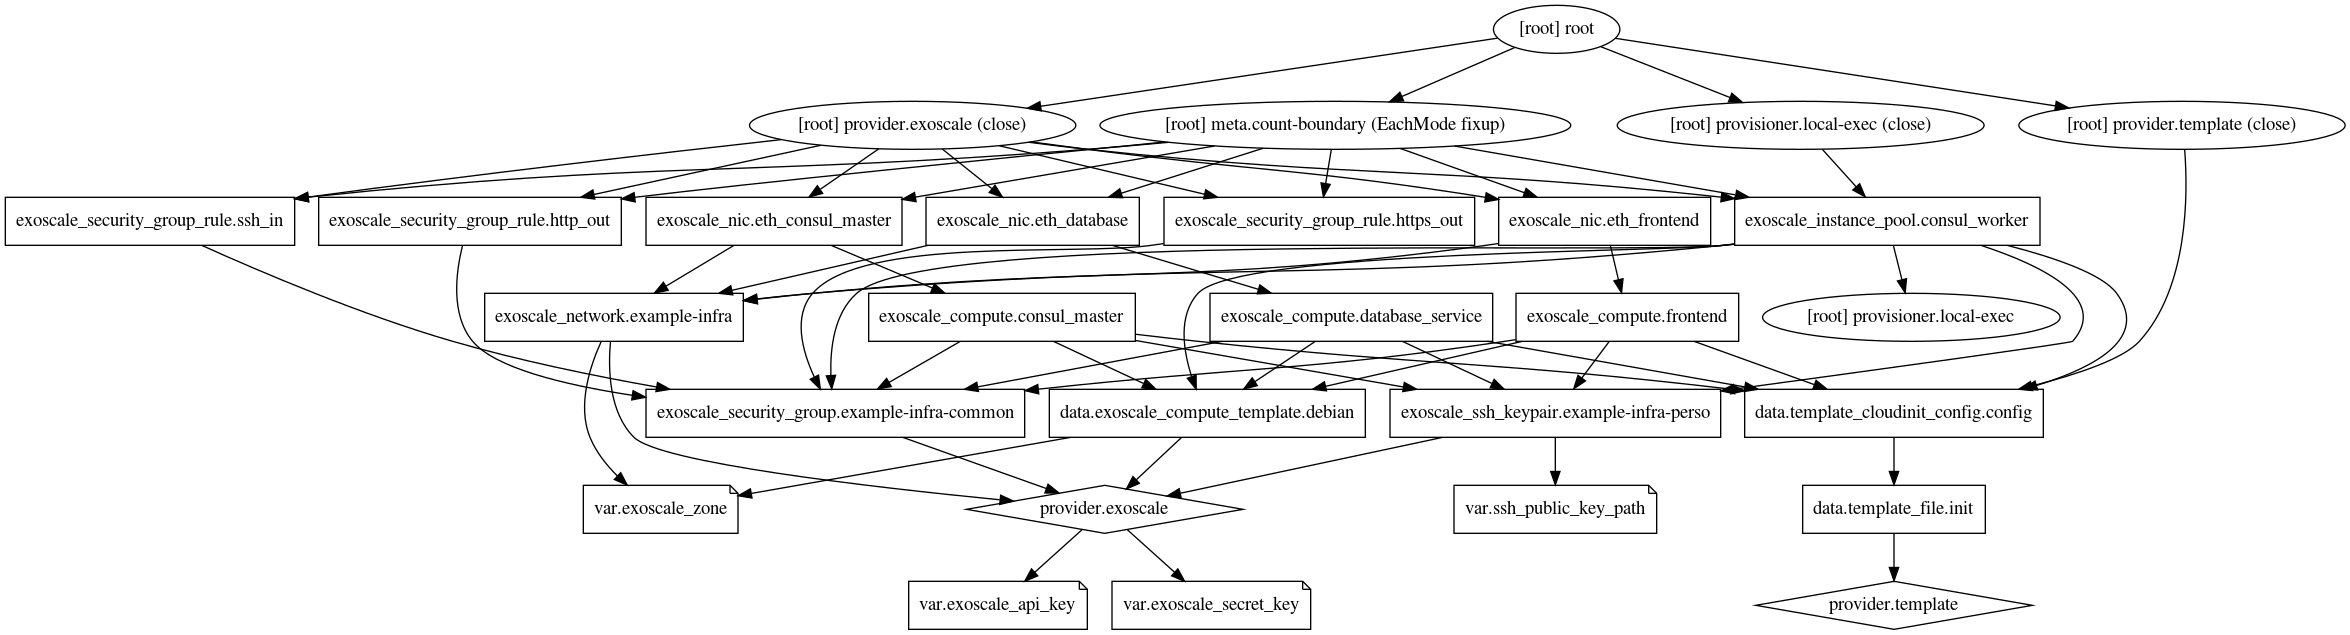 [root] root
[root] provider.exoscale (close)
[root] meta.count-boundary (EachMode fixup)
[root] provisioner.local-exec (close)
[root] provider.template (close)
exoscale_security_group_rule.ssh_in
exoscale_security_group_rule.http_out
exoscale_nic.eth_consul_master
exoscale_nic.eth_database
exoscale_security_group_rule.https_out
exoscale_nic.eth_frontend
exoscale_instance_pool.consul_worker
exoscale_network.example-infra
exoscale_compute.consul_master
exoscale_compute.database_service
exoscale_compute.frontend
[root] provisioner.local-exec
exoscale_security_group.example-infra-common
data.exoscale_compute_template.debian
exoscale_ssh_keypair.example-infra-perso
data.template_cloudinit_config.config
var.exoscale_zone
provider.exoscale
var.ssh_public_key_path
data.template_file.init
var.exoscale_api_key
var.exoscale_secret_key
provider.template